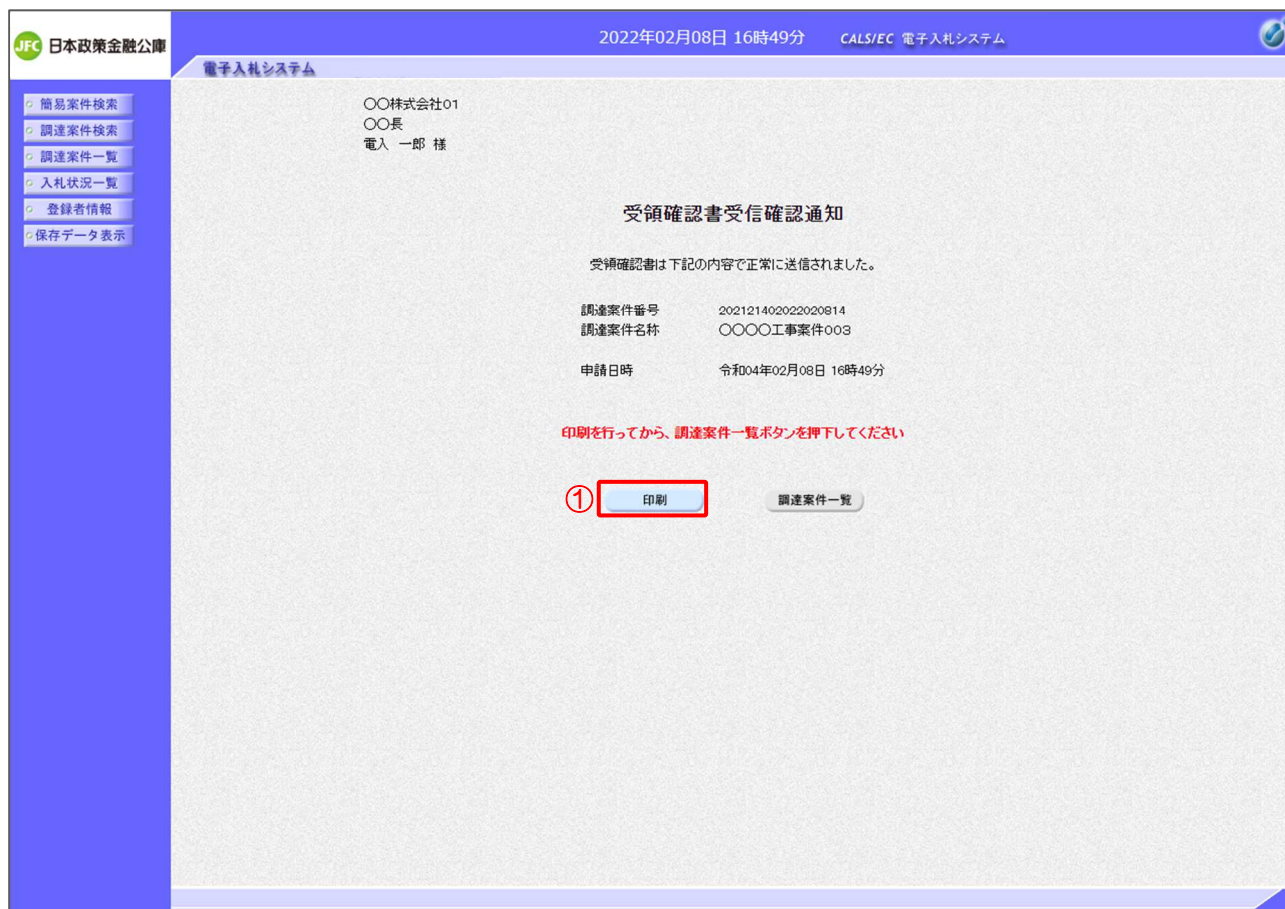 JFC 日本政策金融公庫
2022年02月08日 16時49分 CALS/EC 電子入札システム
電子入札システム
簡易案件検索
調達案件検索
調達案件一覧
入札状況一覧
登録者情報
保存データ表示
〇〇株式会社01
〇〇長
電入 一郎 様
受領確認書受信確認通知
受領確認書は下記の内容で正常に送信されました。
調達案件番号 202121402022020814
調達案件名称 〇〇〇〇工事案件003
申請日時 令和04年02月08日 16時49分
印刷を行ってから、調達案件一覧ボタンを押下してください
① 印刷 調達案件一覧